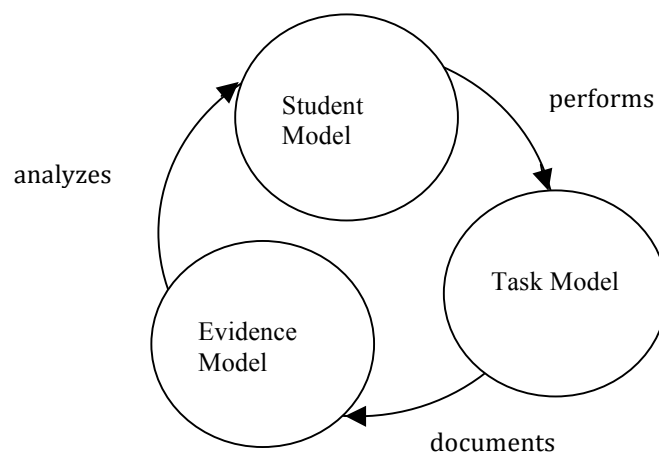 Student
Model
performs
analyzes
Task Model
Evidence
Model
documents